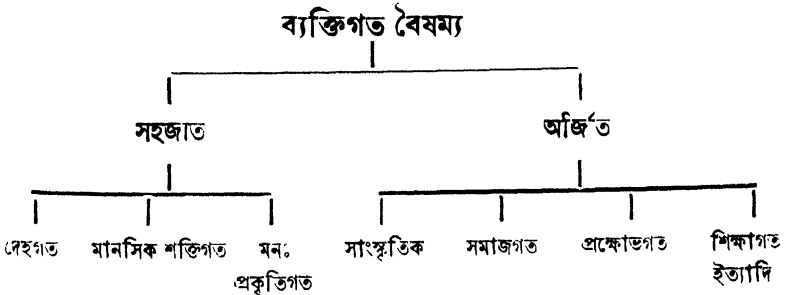 ব্যক্তিগত বৈষম্য
সহজাত অর্জিত
দেহগত মানসিক শক্তিগত মনঃ সাংস্কৃতিক সমাজগত প্রক্ষোভগত শিক্ষাগত
প্রকৃতিগত ইত্যাদি